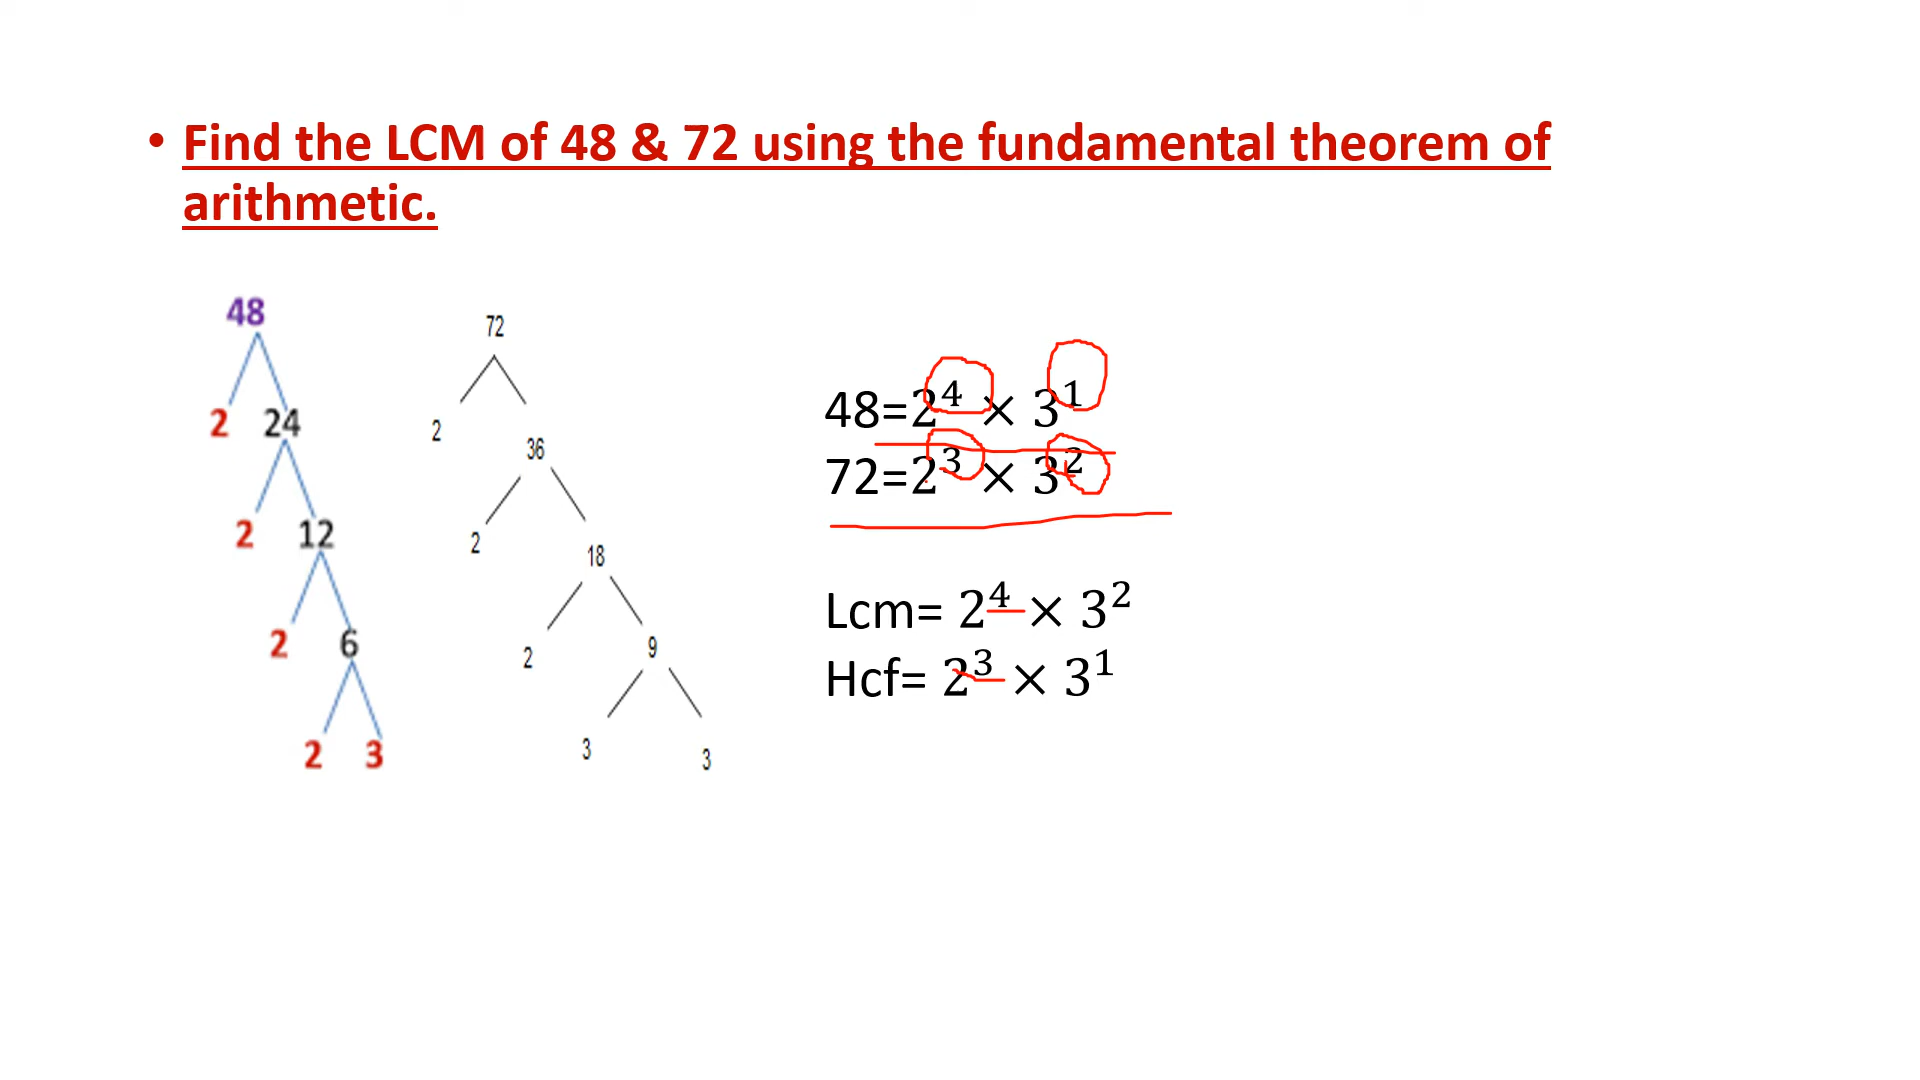 • Find the LCM of 48 & 72 using the fundamental theorem of
arithmetic.
48
2 24
2 12
2 6
2 3
72
2 36
2 18
2 9
3 3
48=2⁴ × 3¹
72=2³ × 3²
Lcm= 2⁴ × 3²
Hcf= 2³ × 3¹